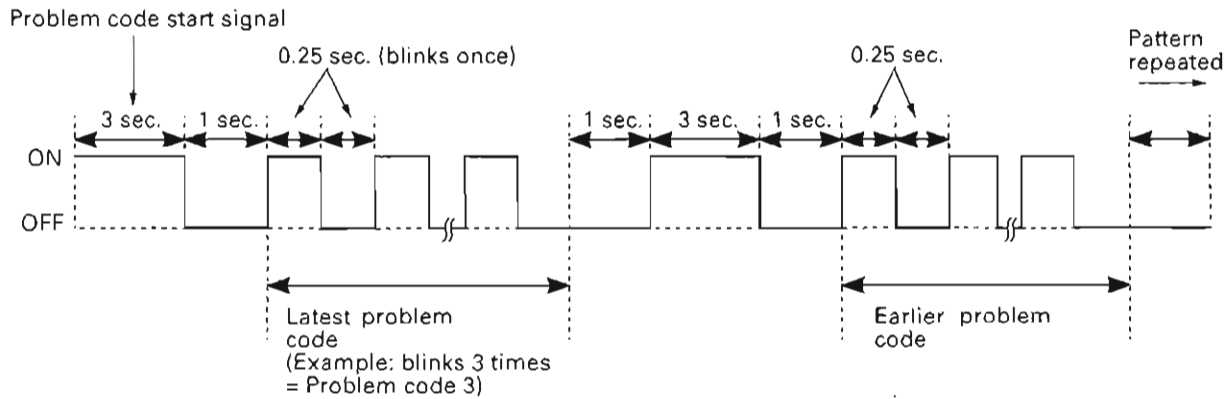 Problem code start signal
0.25 sec. (blinks once)
0.25 sec.
Pattern
repeated
3 sec.
1 sec.
1 sec.
3 sec.
1 sec.
ON
OFF
Latest problem
code
(Example: blinks 3 times
= Problem code 3)
Earlier problem
code